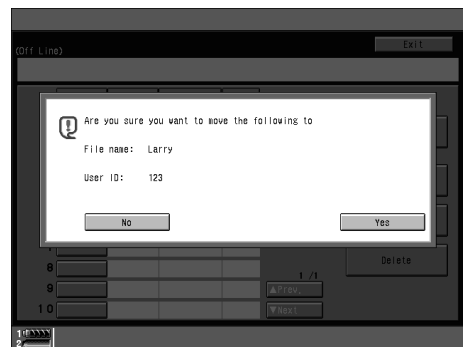 (Off Line)
Exit
Are you sure you want to move the following to
File name: Larry
User ID: 123
No
Yes
Delete
8
1 /1
9
▲Prev.
10
▼Next
1
2